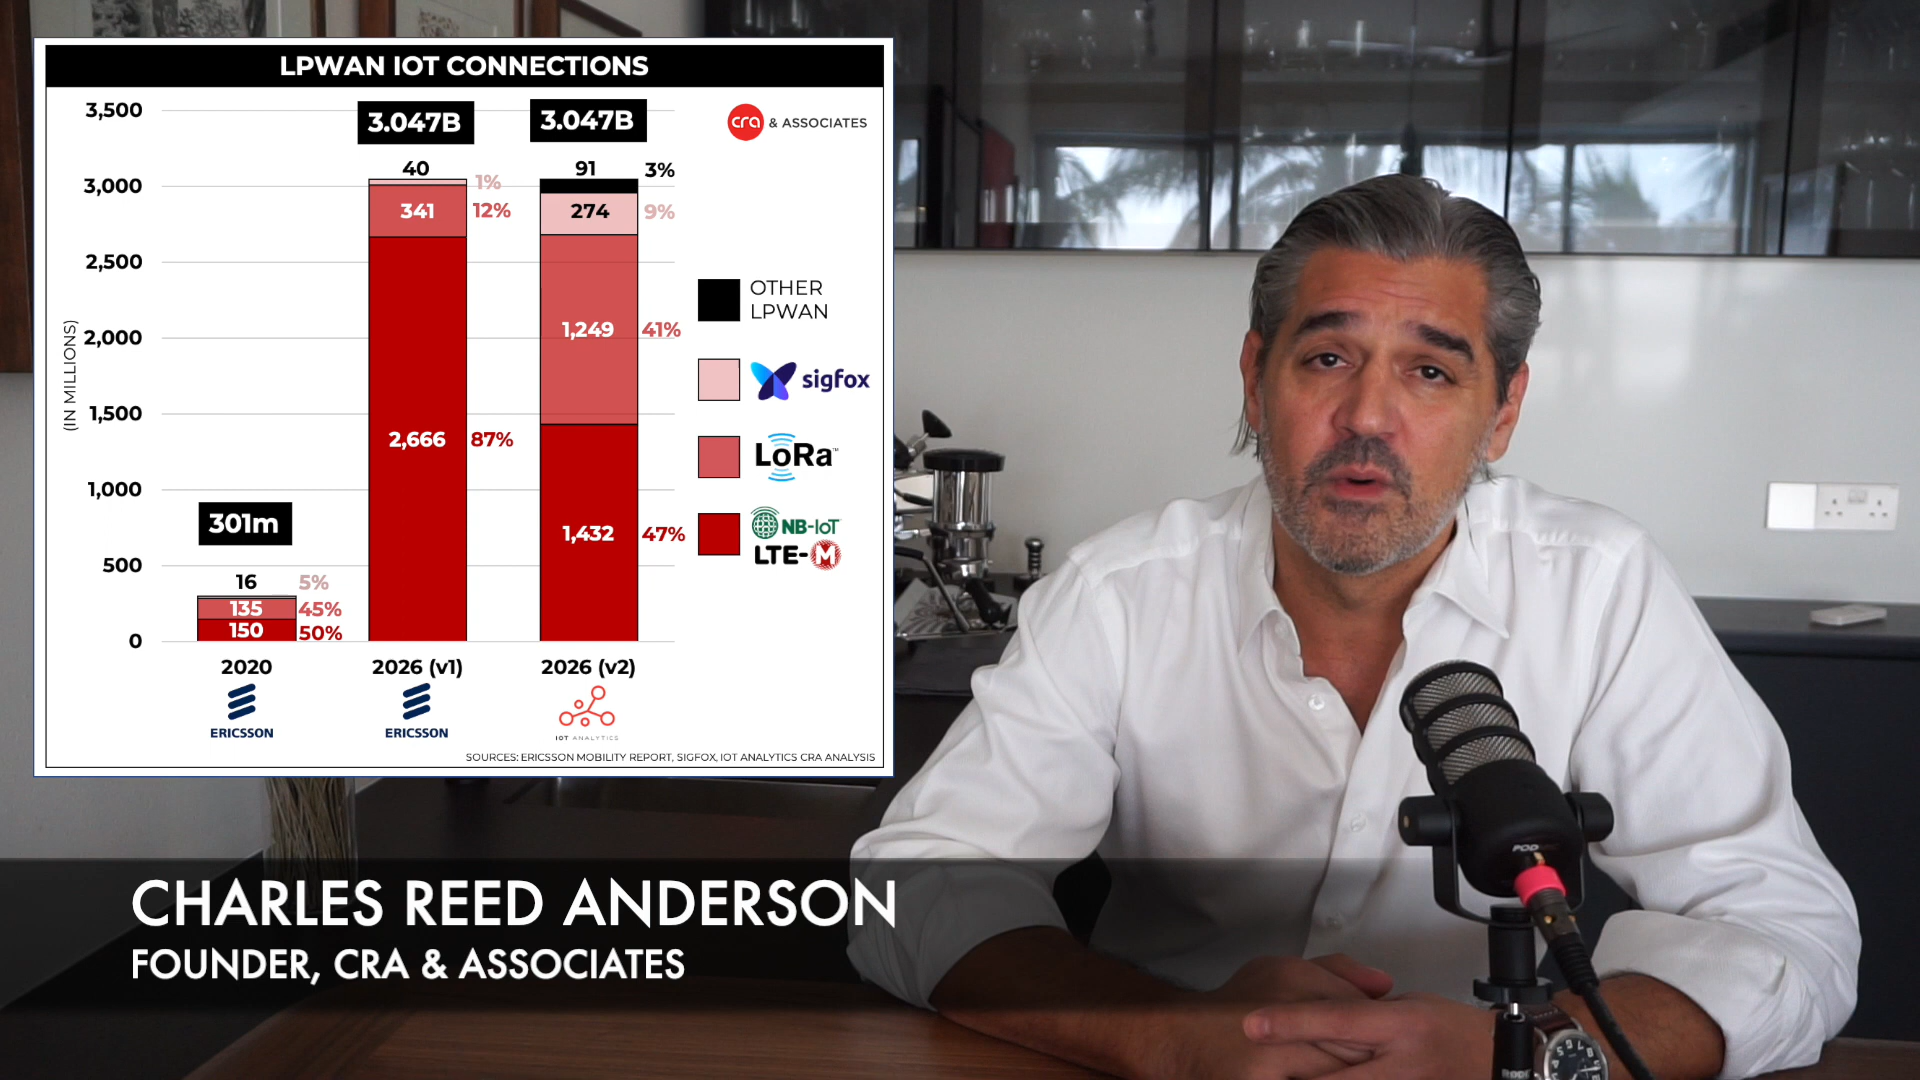 LPWAN IOT CONNECTIONS
3,500
3.047B
3.047B
cra & ASSOCIATES
40
91
3%
3,000
1%
341
12%
274
9%
2,500
OTHER
LPWAN
(IN MILLIONS)
2,000
1,249
41%
sigfox
1,500
2,666
87%
LoRa™
1,000
301m
1,432
47%
NB-IoT
LTE-M
500
16
5%
135
45%
150
50%
0
2020
2026 (v1)
2026 (v2)
ERICSSON
ERICSSON
IOT ANALYTICS
SOURCES: ERICSSON MOBILITY REPORT, SIGFOX, IOT ANALYTICS CRA ANALYSIS
CHARLES REED ANDERSON
FOUNDER, CRA & ASSOCIATES